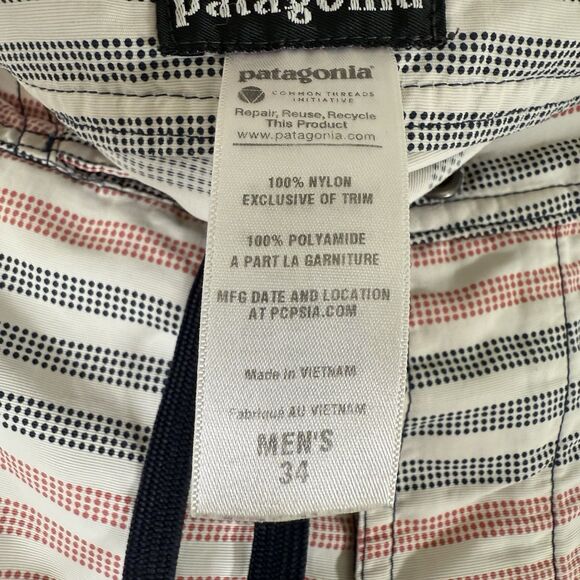 patagonia
patagonia®
COMMON THREADS
INITIATIVE
Repair, Reuse, Recycle
This Product
www.patagonia.com
100% NYLON
EXCLUSIVE OF TRIM
100% POLYAMIDE
A PART LA GARNITURE
MFG DATE AND LOCATION
AT PCPSIA.COM
Made in VIETNAM
Fabriqué AU VIETNAM
MEN'S
34